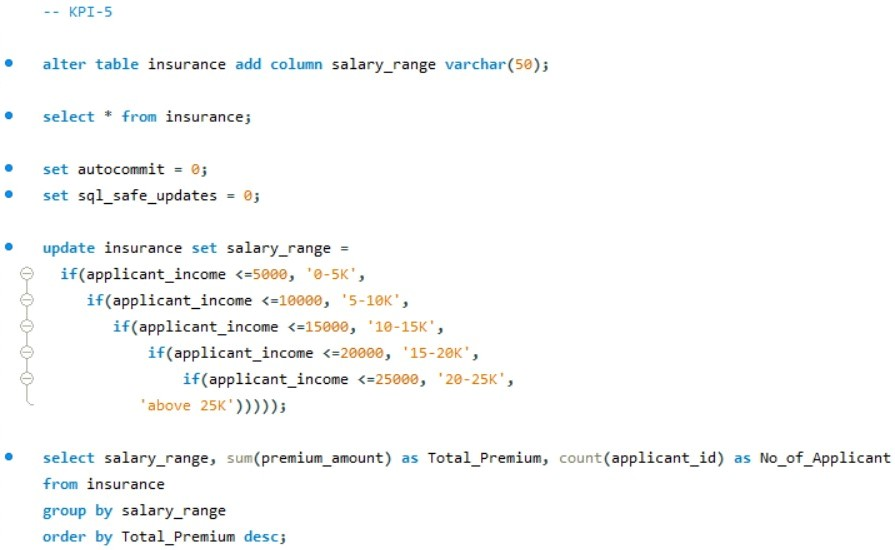 -- KPI-5
alter table insurance add column salary_range varchar(50);
select * from insurance;
set autocommit = 0;
set sql_safe_updates = 0;
update insurance set salary_range =
if(applicant_income <=5000, '0-5K',
if(applicant_income <=10000, '5-10K',
if(applicant_income <=15000, '10-15K',
if(applicant_income <=20000, '15-20K',
if(applicant_income <=25000, '20-25K',
'above 25K')))));
select salary_range, sum(premium_amount) as Total_Premium, count(applicant_id) as No_of_Applicant
from insurance
group by salary_range
order by Total_Premium desc;